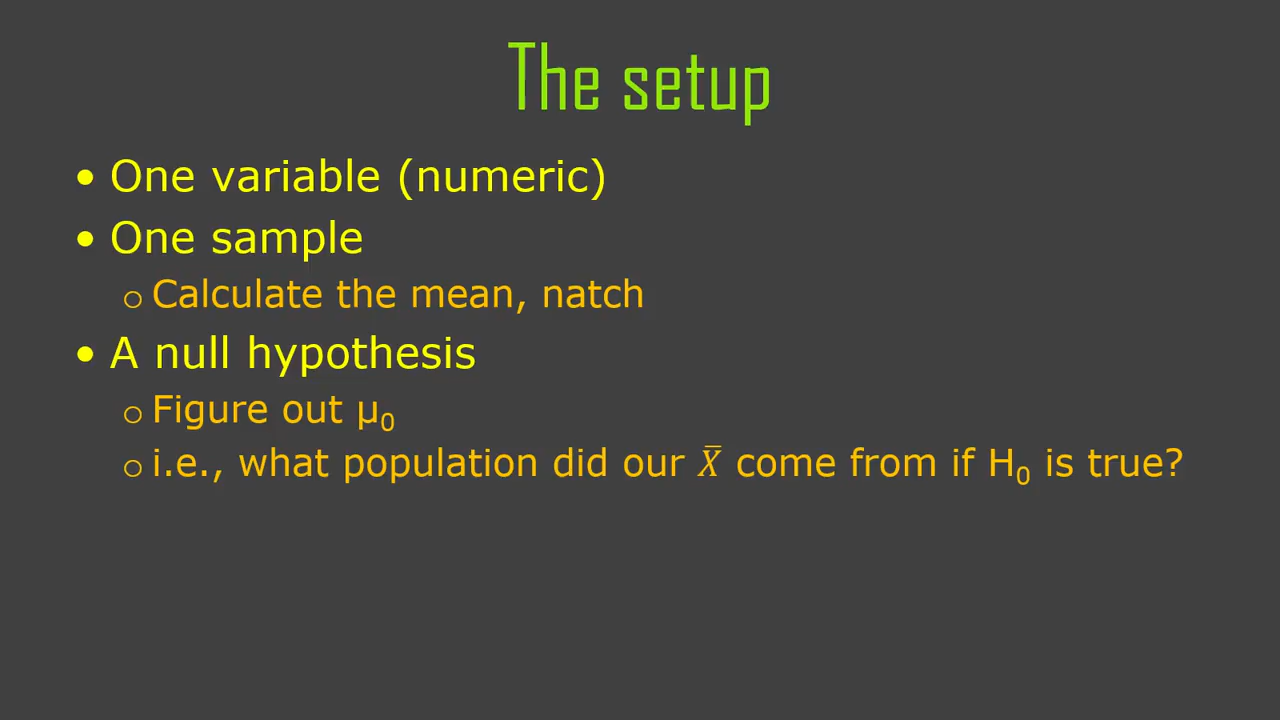 The setup
• One variable (numeric)
• One sample
o Calculate the mean, natch
• A null hypothesis
o Figure out µ₀
o i.e., what population did our X̄ come from if H₀ is true?